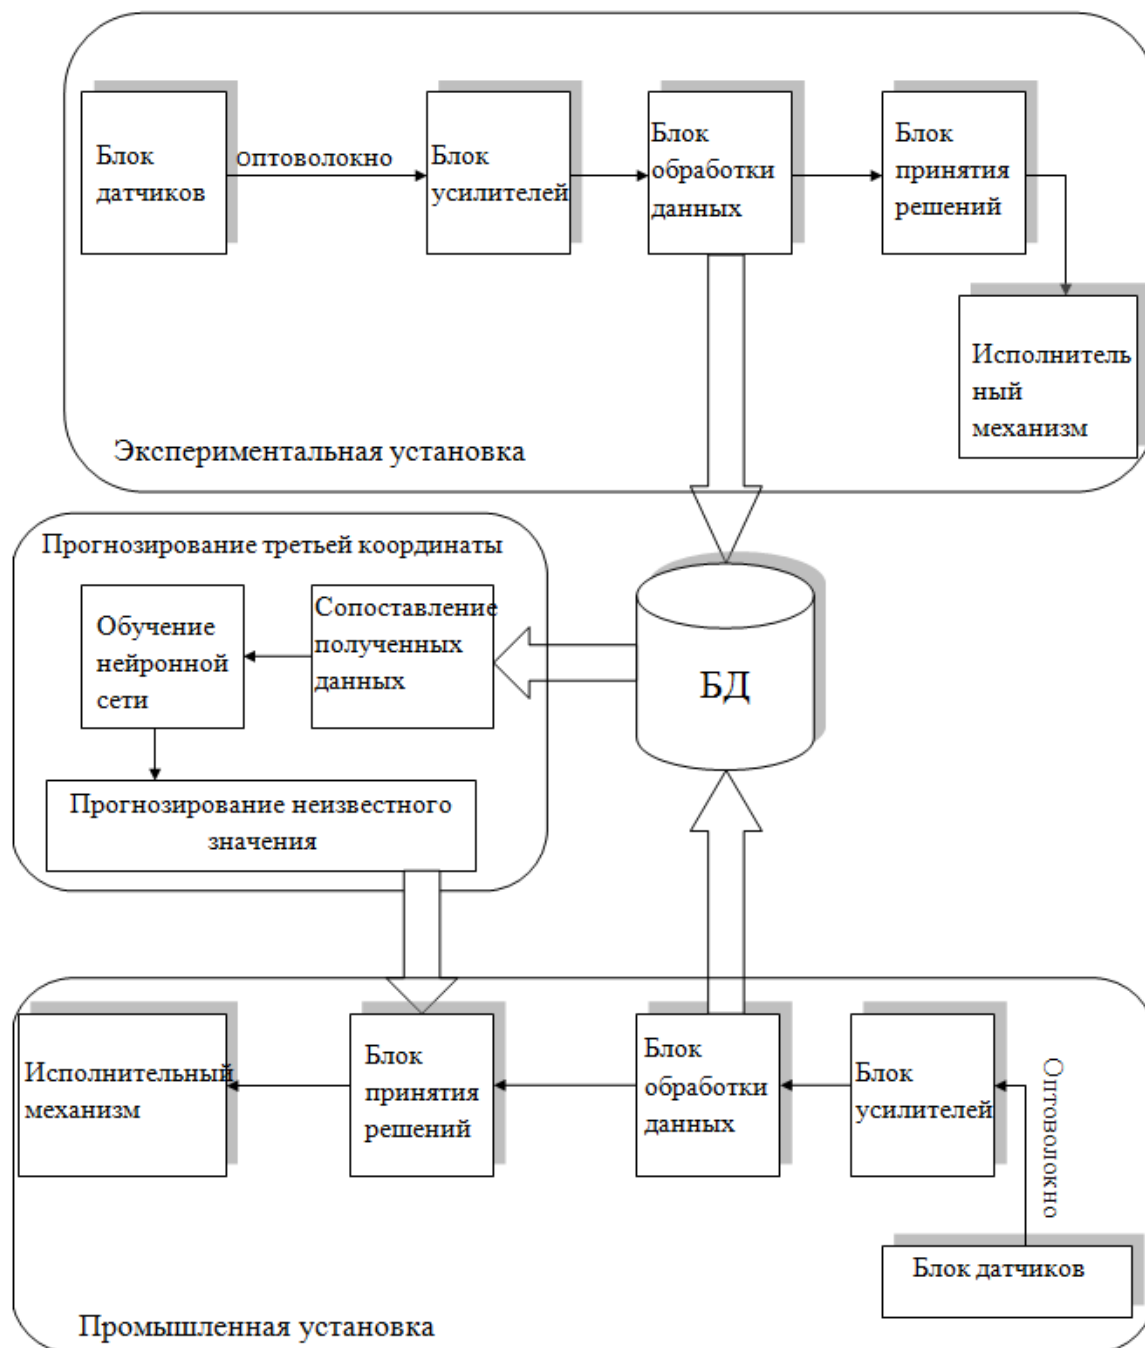 Блок
датчиков
Оптоволокно
Блок
усилителей
Блок
обработки
данных
Блок
принятия
решений
Исполнитель
ный
механизм
Экспериментальная установка
Прогнозирование третьей координаты
Обучение
нейронной
сети
Сопоставление
полученных
данных
БД
Прогнозирование неизвестного
значения
Исполнительный
механизм
Блок
принятия
решений
Блок
обработки
данных
Блок
усилителей
Оптоволокно
Блок датчиков
Промышленная установка